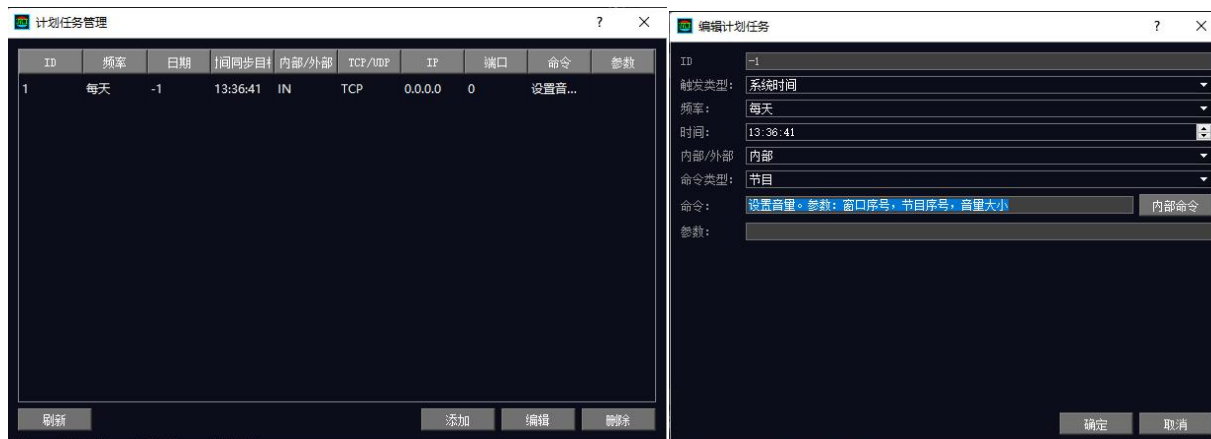 计划任务管理
ID 频率 日期 时间同步目标 内部/外部 TCP/UDP IP 端口 命令 参数
1 每天 -1 13:36:41 IN TCP 0.0.0.0 0 设置音...
刷新 添加 编辑 删除
编辑计划任务
ID -1
触发类型: 系统时间
频率: 每天
时间: 13:36:41
内部/外部 内部
命令类型: 节目
命令: 设置音量。参数:窗口序号,节目序号,音量大小 内部命令
参数:
确定 取消